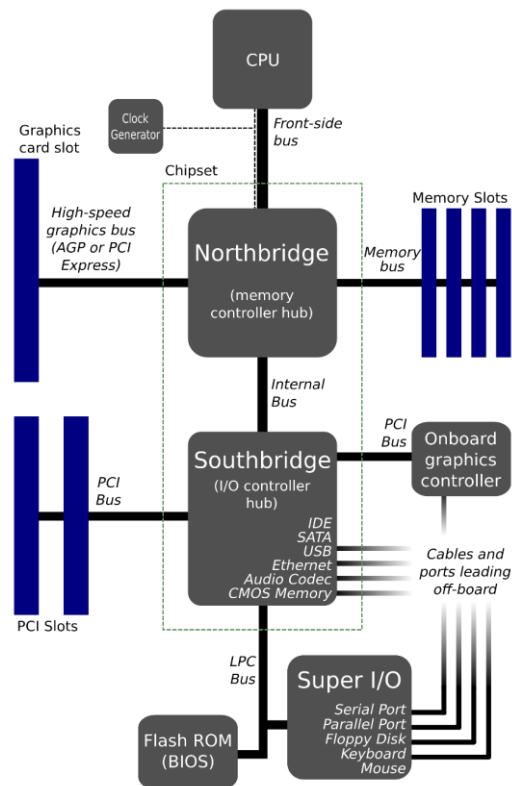 CPU
Clock
Generator
Front-side
bus
Graphics
card slot
Chipset
High-speed
graphics bus
(AGP or PCI
Express)
Northbridge
(memory
controller hub)
Memory
bus
Memory Slots
Internal
Bus
PCI
Bus
Southbridge
(I/O controller
hub)
IDE
SATA
USB
Ethernet
Audio Codec
CMOS Memory
PCI
Bus
Onboard
graphics
controller
Cables and
ports leading
off-board
PCI Slots
LPC
Bus
Super I/O
Serial Port
Parallel Port
Floppy Disk
Keyboard
Mouse
Flash ROM
(BIOS)